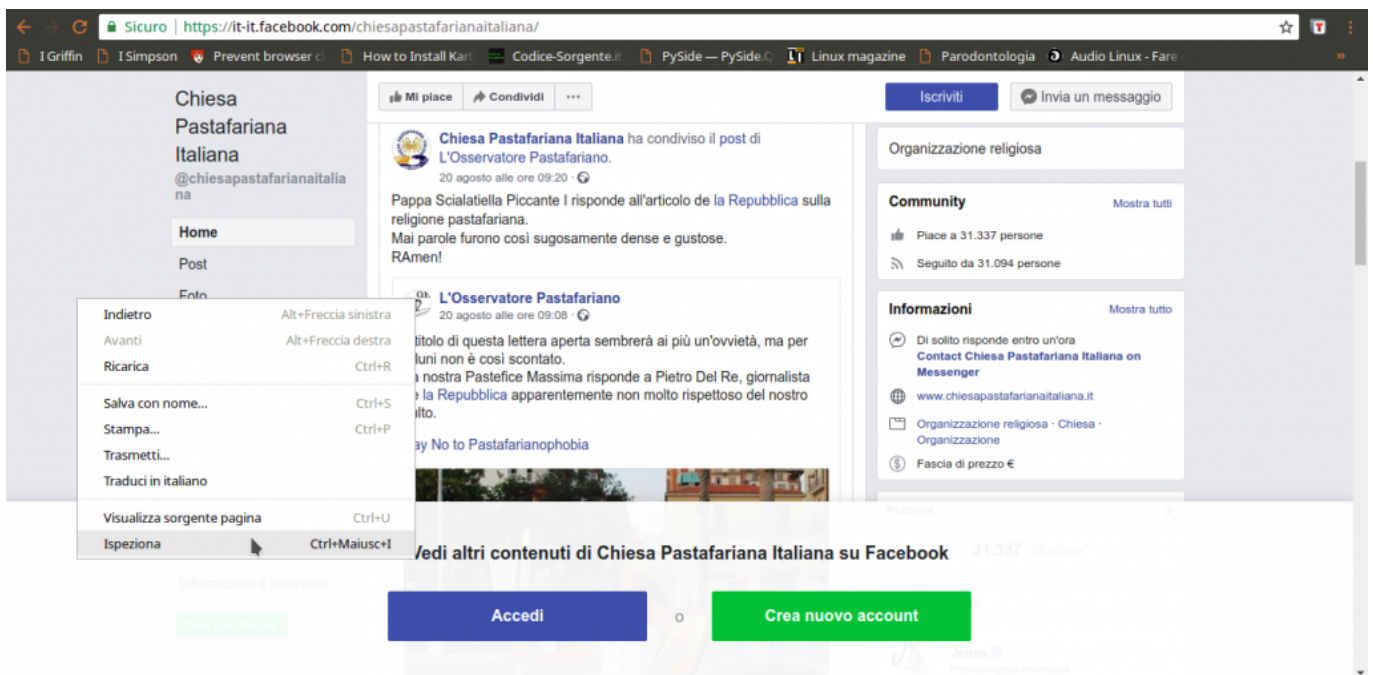 Sicuro | https://it-it.facebook.com/chiesapastafarianaitaliana/
I Griffin I Simpson Prevent browser c How to Install Kar Codice-Sorgente.it PySide — PySide.Q Linux magazine Parodontologia Audio Linux - Fare
Chiesa
Pastafariana
Italiana
@chiesapastafarianaitalia
na
Home
Post
Foto
Mi piace Condividi ...
Iscriviti Invia un messaggio
Chiesa Pastafariana Italiana ha condiviso il post di
L'Osservatore Pastafariano.
20 agosto alle ore 09:20 ·
Pappa Scialatiella Piccante I risponde all'articolo de la Repubblica sulla
religione pastafariana.
Mai parole furono così sugosamente dense e gustose.
RAmen!
L'Osservatore Pastafariano
20 agosto alle ore 09:08 ·
titolo di questa lettera aperta sembrerà ai più un'ovvietà, ma per
luni non è così scontato.
nostra Pastefice Massima risponde a Pietro Del Re, giornalista
la Repubblica apparentemente non molto rispettoso del nostro
ulto.
ay No to Pastafarianophobia
Organizzazione religiosa
Community Mostra tutti
Piace a 31.337 persone
Seguito da 31.094 persone
Informazioni Mostra tutto
Di solito risponde entro un'ora
Contact Chiesa Pastafariana Italiana on
Messenger
www.chiesapastafarianaitaliana.it
Organizzazione religiosa · Chiesa ·
Organizzazione
Fascia di prezzo €
Persone
31.337 "Mi piace"
Indietro Alt+Freccia sinistra
Avanti Alt+Freccia destra
Ricarica Ctrl+R
Salva con nome... Ctrl+S
Stampa... Ctrl+P
Trasmetti...
Traduci in italiano
Visualizza sorgente pagina Ctrl+U
Ispeziona Ctrl+Maiusc+I
Informazioni e inserzioni
Vedi altri contenuti di Chiesa Pastafariana Italiana su Facebook
Accedi o Crea nuovo account